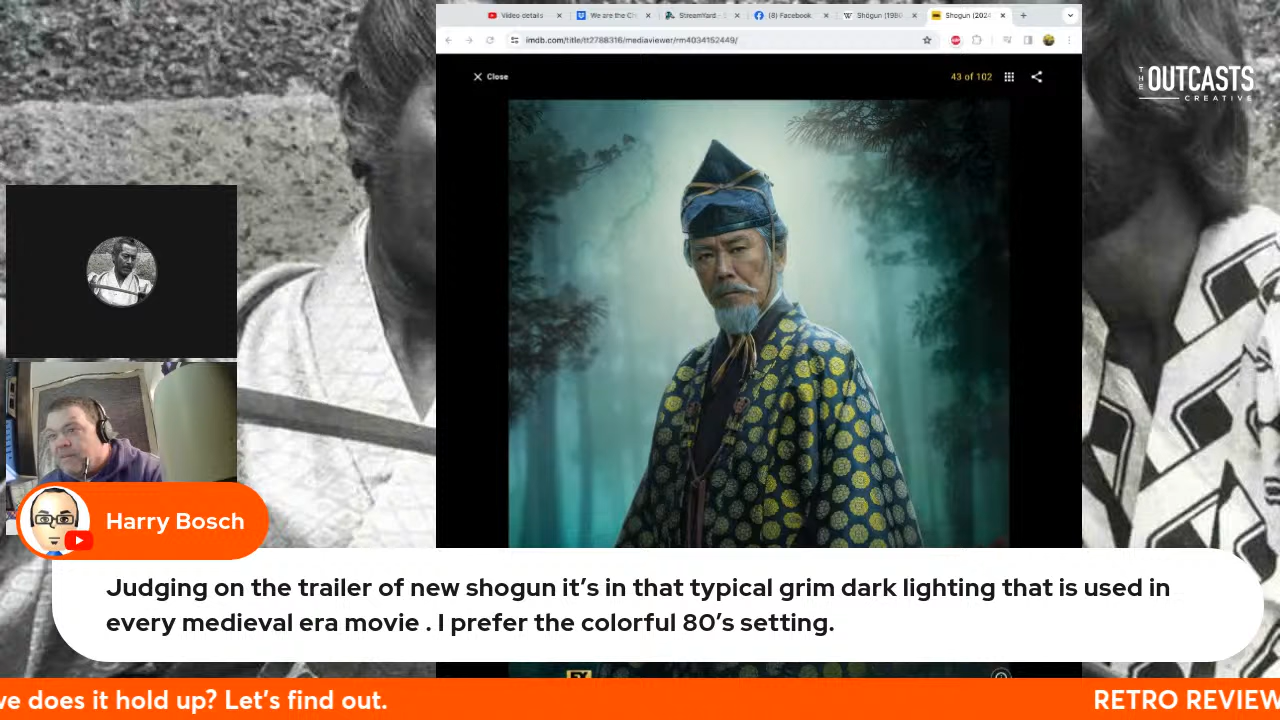 Video details
We are the Ch
StreamYard -
(8) Facebook
Shōgun (1980
Shogun (2024
imdb.com/title/tt2788316/mediaviewer/rm4034152449/
Close
43 of 102
THE OUTCASTS
CREATIVE
Harry Bosch
Judging on the trailer of new shogun it's in that typical grim dark lighting that is used in
every medieval era movie . I prefer the colorful 80's setting.
ve does it hold up? Let's find out.
RETRO REVIEW